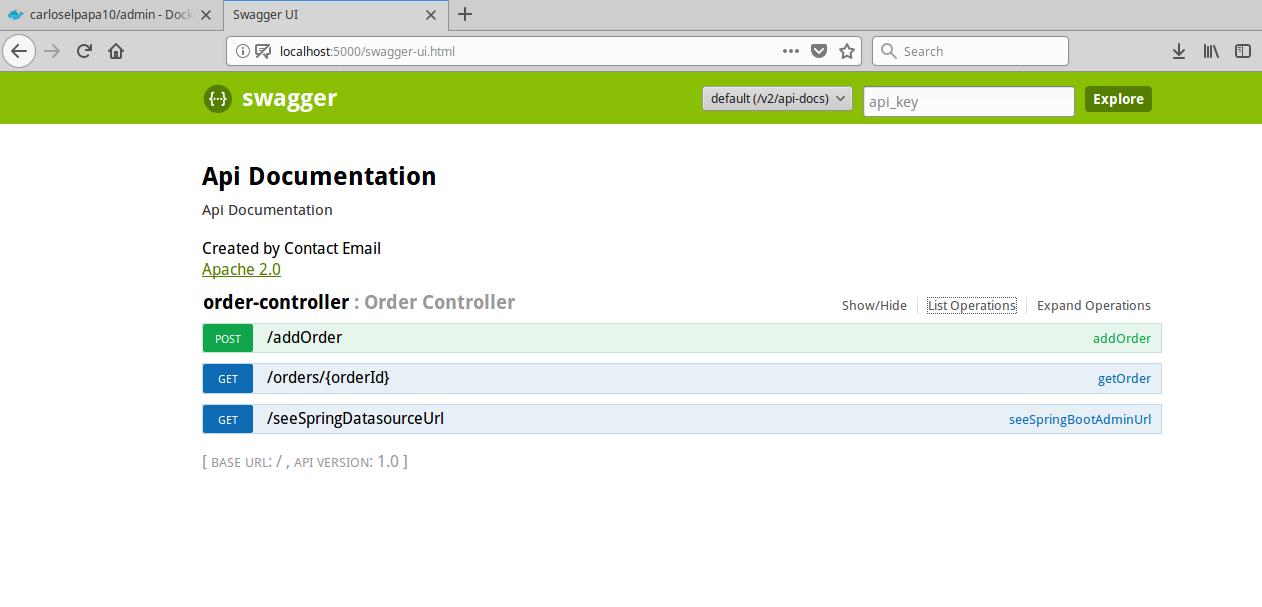 carloselpapa10/admin - Dock
Swagger UI
localhost:5000/swagger-ui.html
Search
{··} swagger
default (/v2/api-docs)
api_key
Explore
Api Documentation
Api Documentation
Created by Contact Email
Apache 2.0
order-controller : Order Controller
Show/Hide
List Operations
Expand Operations
POST /addOrder addOrder
GET /orders/{orderId} getOrder
GET /seeSpringDatasourceUrl seeSpringBootAdminUrl
[ BASE URL: / , API VERSION: 1.0 ]